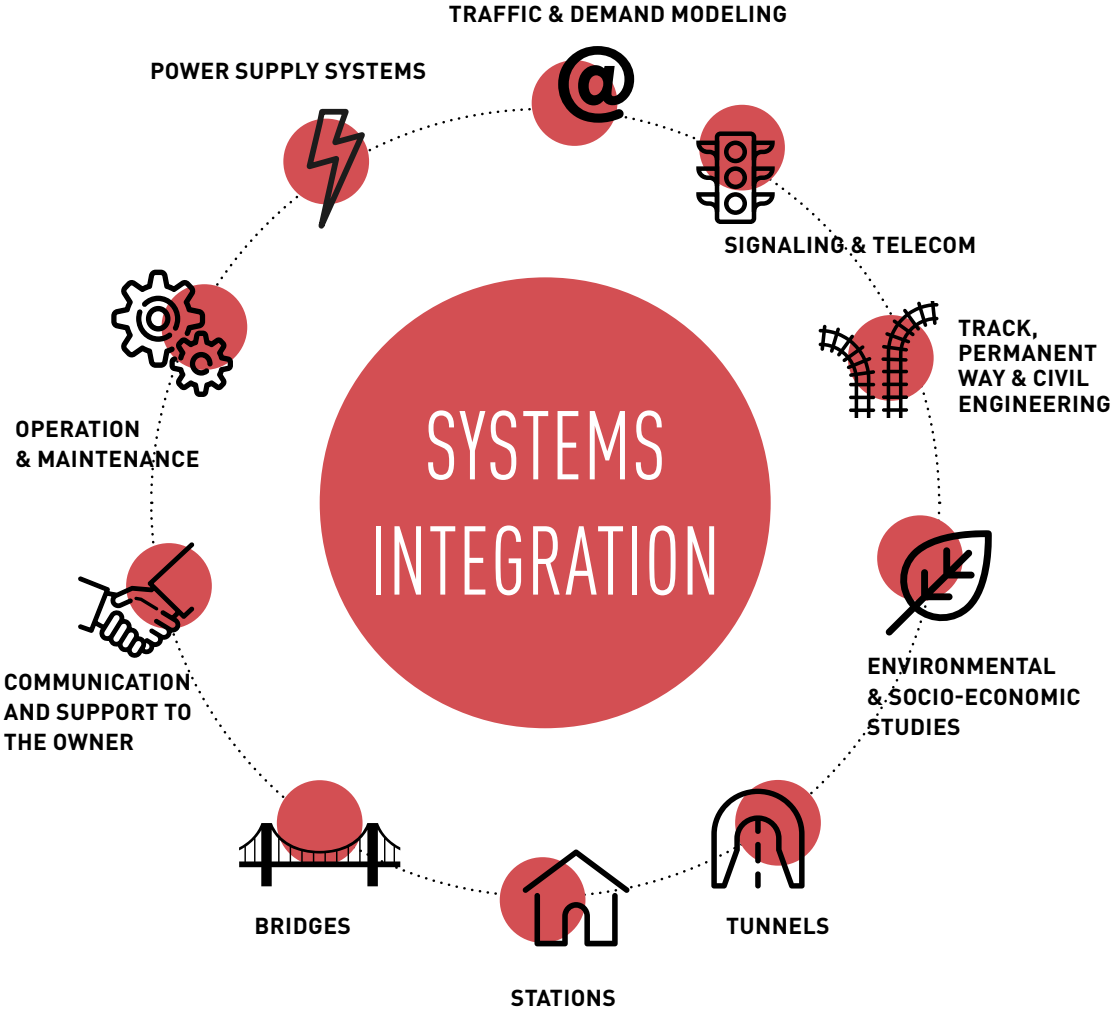 TRAFFIC & DEMAND MODELING
POWER SUPPLY SYSTEMS
@
SIGNALING & TELECOM
TRACK,
PERMANENT
WAY & CIVIL
ENGINEERING
OPERATION
& MAINTENANCE
SYSTEMS
INTEGRATION
ENVIRONMENTAL
& SOCIO-ECONOMIC
STUDIES
COMMUNICATION
AND SUPPORT TO
THE OWNER
BRIDGES
TUNNELS
STATIONS